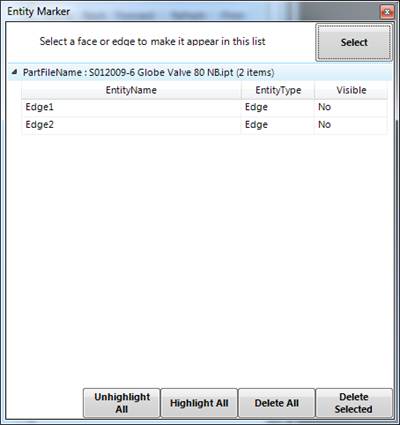 Entity Marker
Select a face or edge to make it appear in this list
Select
PartFileName : S012009-6 Globe Valve 80 NB.ipt (2 items)
EntityName EntityType Visible
Edge1 Edge No
Edge2 Edge No
Unhighlight All
Highlight All
Delete All
Delete Selected